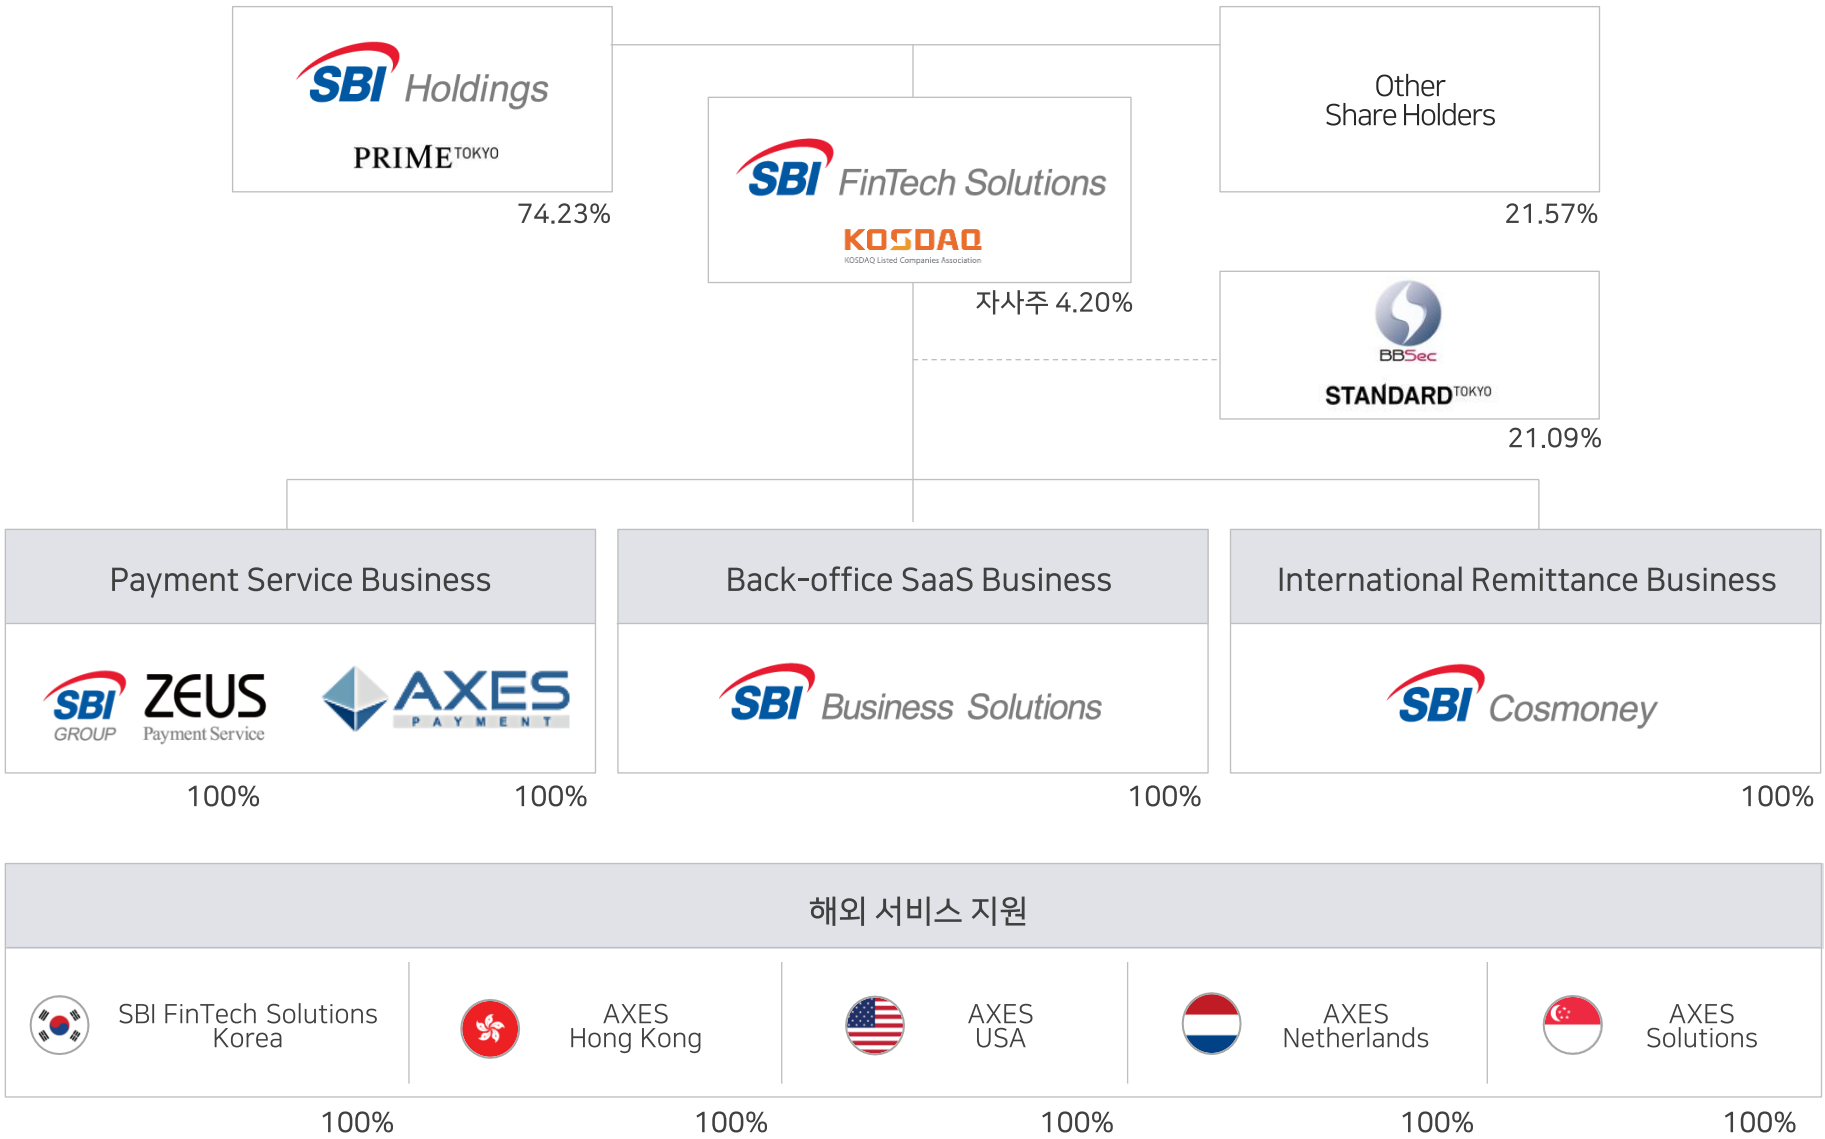 SBI Holdings
PRIME TOKYO
74.23%
SBI FinTech Solutions
KOSDAQ
KOSDAQ Listed Companies Association
자사주 4.20%
Other
Share Holders
21.57%
BBSec
STANDARD TOKYO
21.09%
Payment Service Business
SBI
GROUP
ZEUS
Payment Service
AXES
PAYMENT
100%
100%
Back-office SaaS Business
SBI Business Solutions
100%
International Remittance Business
SBI Cosmoney
100%
해외 서비스 지원
SBI FinTech Solutions
Korea
100%
AXES
Hong Kong
100%
AXES
USA
100%
AXES
Netherlands
100%
AXES
Solutions
100%